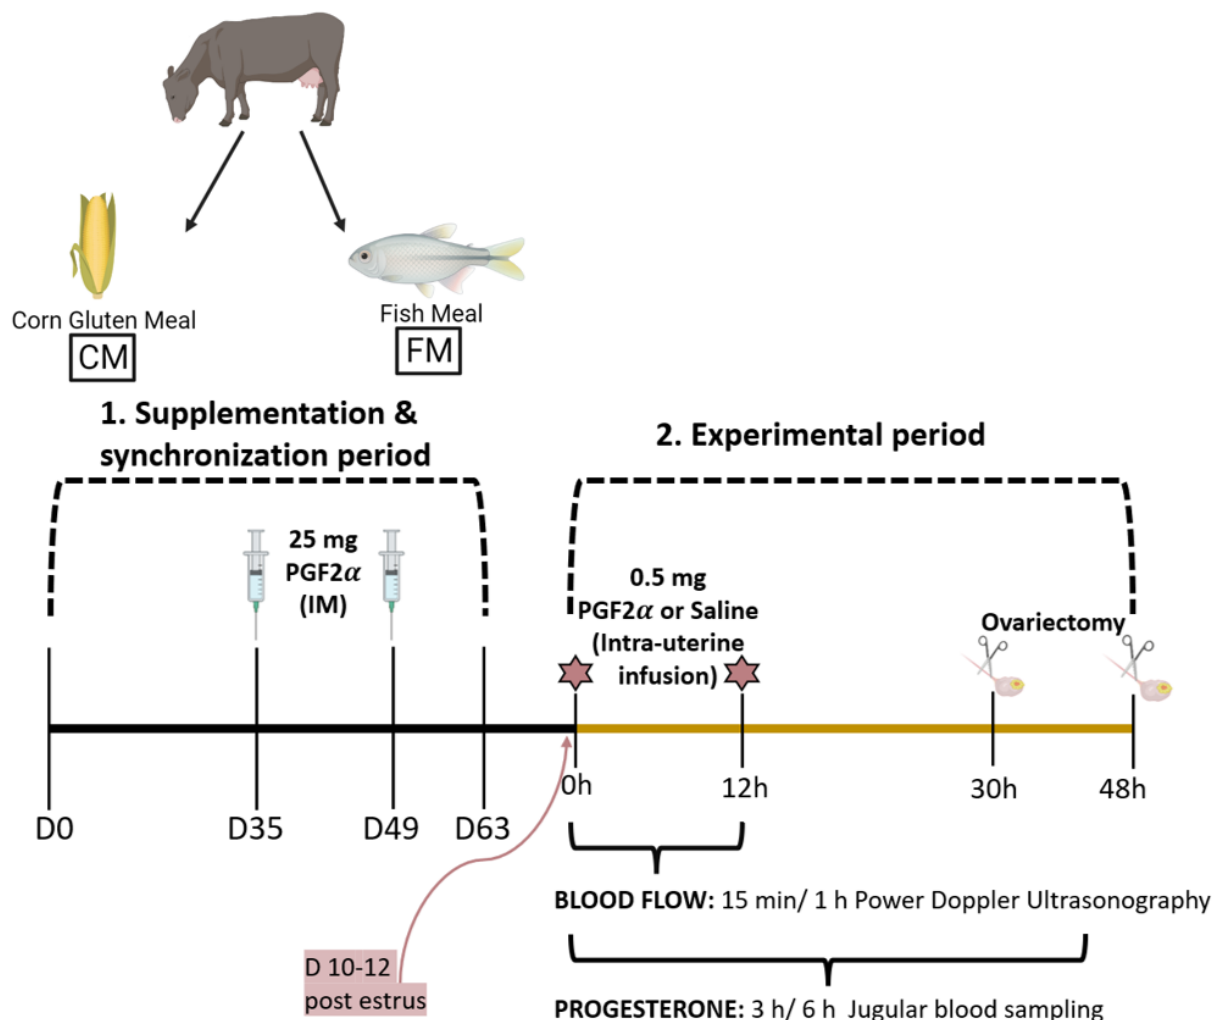 Corn Gluten Meal
CM
Fish Meal
FM
1. Supplementation &
synchronization period
2. Experimental period
25 mg
PGF2𝜶
(IM)
0.5 mg
PGF2𝜶 or Saline
(Intra-uterine
infusion)
Ovariectomy
D0
D35
D49
D63
0h
12h
30h
48h
BLOOD FLOW: 15 min/ 1 h Power Doppler Ultrasonography
D 10-12
post estrus
PROGESTERONE: 3 h/ 6 h Jugular blood sampling